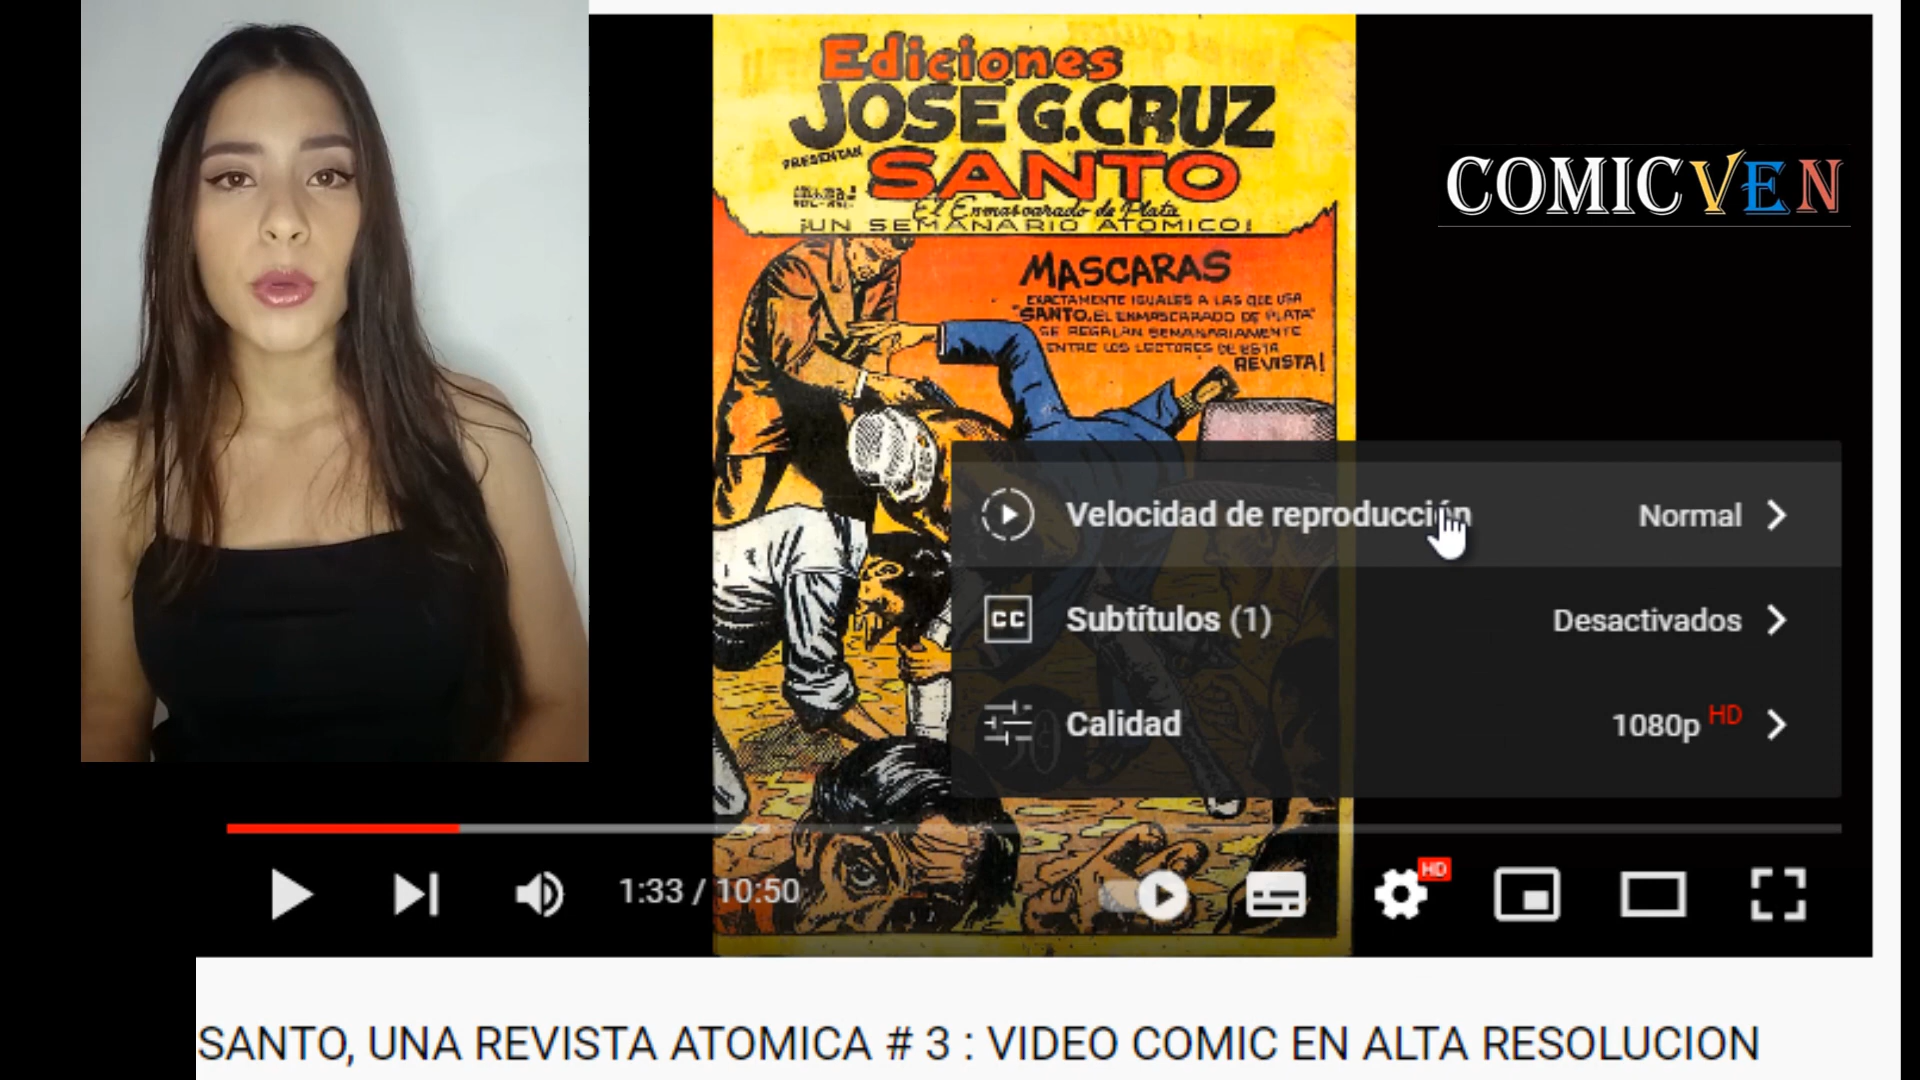 Ediciones
JOSE G. CRUZ
PRESENTAN
SANTO
El Enmascarado de Plata
¡UN SEMANARIO ATOMICO!
MASCARAS
EXACTAMENTE IGUALES A LAS QUE USA
"SANTO, EL ENMASCARADO DE PLATA"
SE REGALAN SEMANARIAMENTE
ENTRE LOS LECTORES DE ESTA
REVISTA!
COMICVEN
Velocidad de reproducción Normal
Subtítulos (1) Desactivados
Calidad 1080p HD
1:33 / 10:50
HD
SANTO, UNA REVISTA ATOMICA # 3 : VIDEO COMIC EN ALTA RESOLUCION